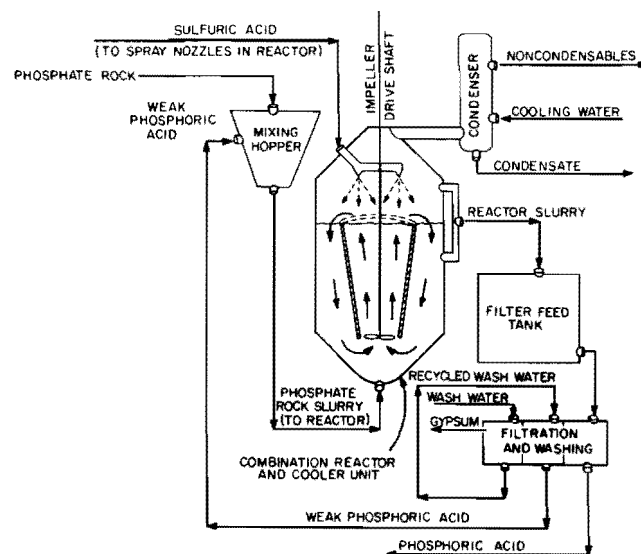 SULFURIC ACID
(TO SPRAY NOZZLES IN REACTOR)
PHOSPHATE ROCK
WEAK
PHOSPHORIC
ACID
MIXING
HOPPER
IMPELLER
DRIVE SHAFT
CONDENSER
NONCONDENSABLES
COOLING WATER
CONDENSATE
REACTOR SLURRY
FILTER FEED
TANK
RECYCLED WASH WATER
WASH WATER
GYPSUM
FILTRATION
AND WASHING
PHOSPHATE
ROCK SLURRY
(TO REACTOR)
COMBINATION REACTOR
AND COOLER UNIT
WEAK PHOSPHORIC ACID
PHOSPHORIC ACID